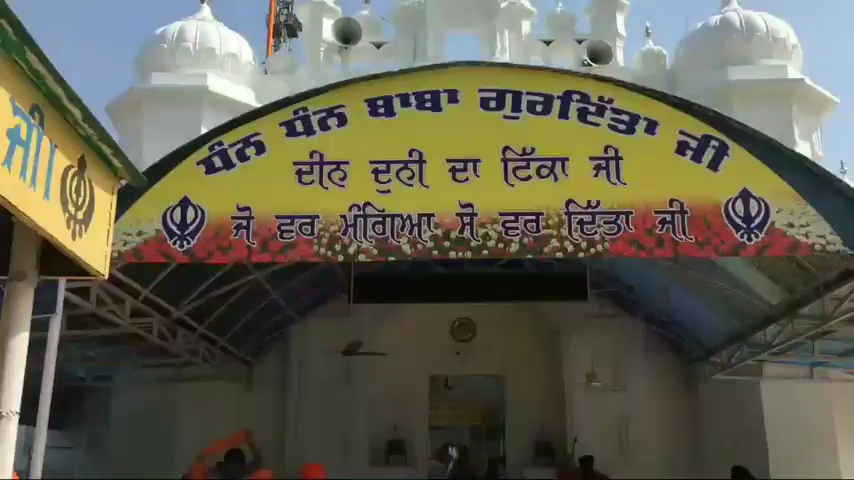 ਧੰਨ ਧੰਨ ਬਾਬਾ ਗੁਰਦਿੱਤਾ ਜੀ
ਦੀਨ ਦੁਨੀ ਦਾ ਟਿੱਕਾ ਜੀ
ਜੋ ਵਰ ਮੰਗਿਆ ਸੋ ਵਰ ਦਿੱਤਾ ਜੀ
ਜੀ।